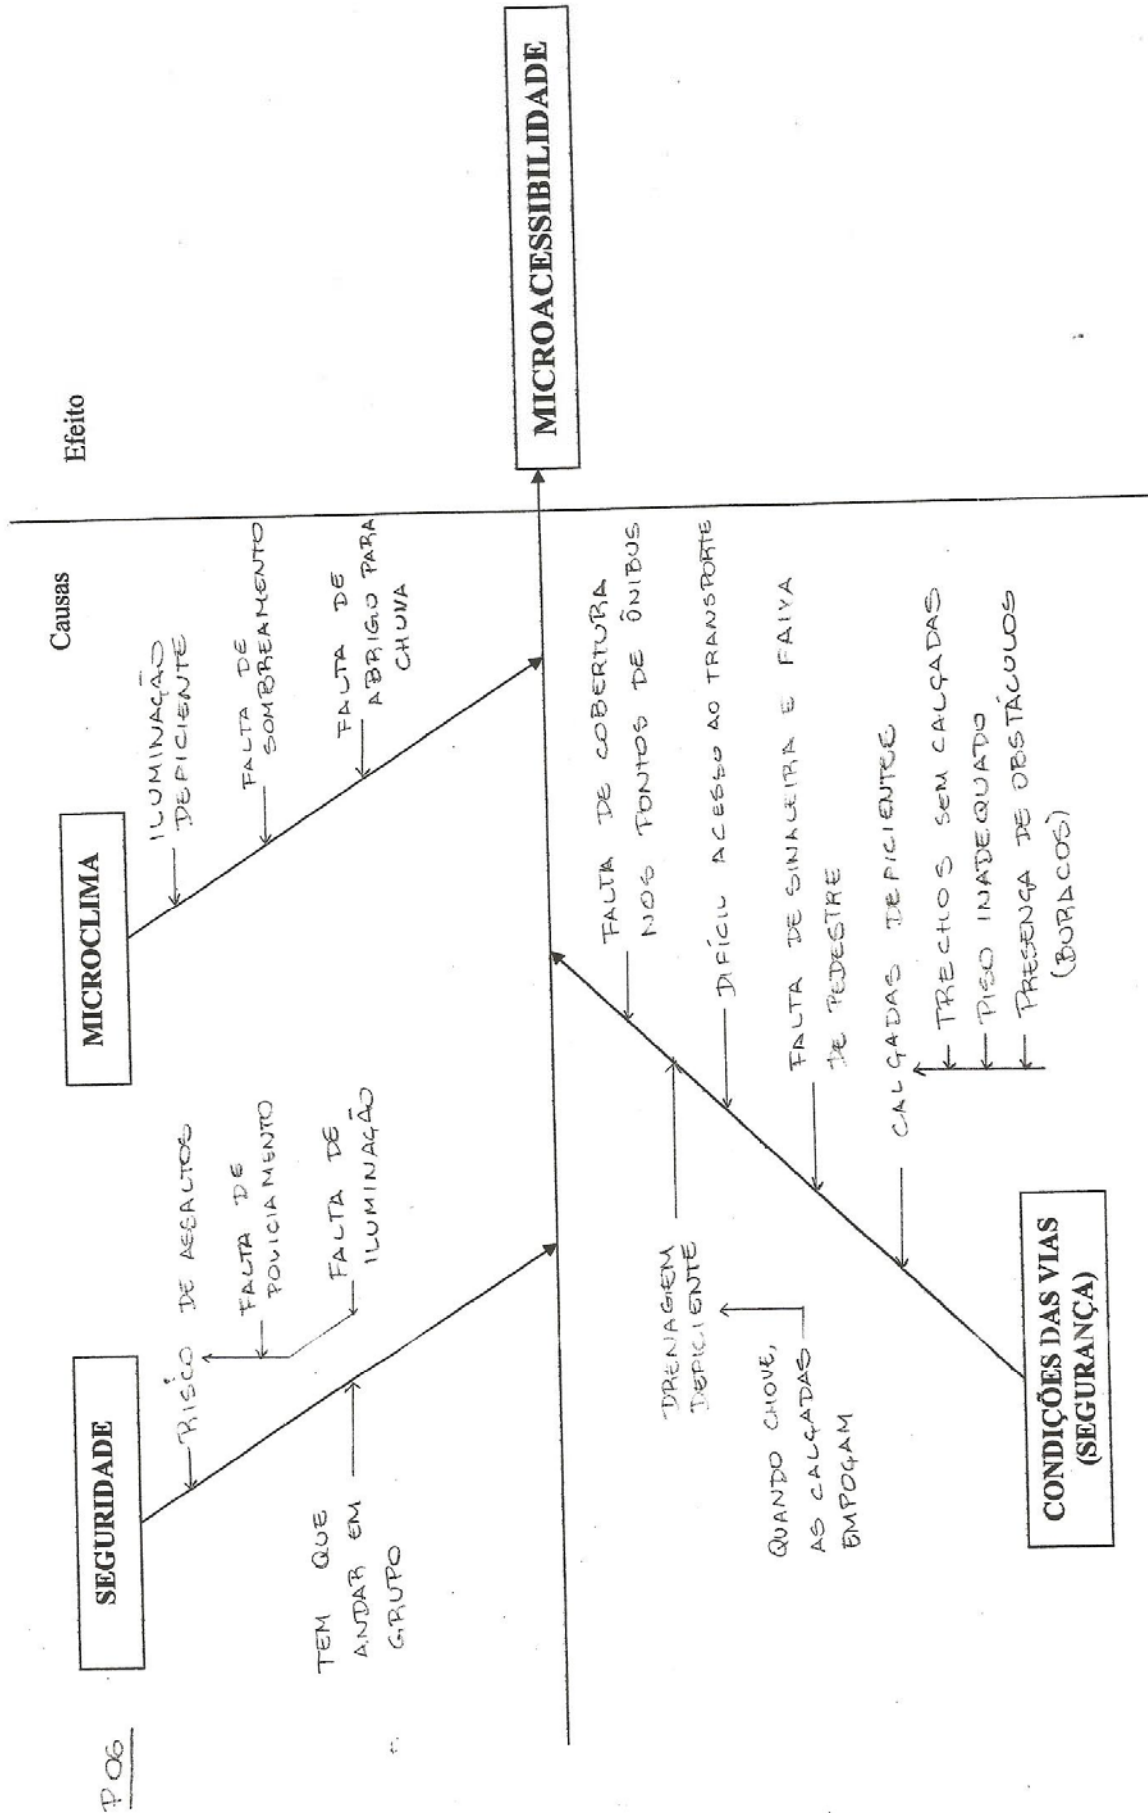 P06
Causas
Efeito
SEGURIDADE
RISCO DE ASSALTOS
FALTA DE
POLICIAMENTO
FALTA DE
ILUMINAÇÃO
TEM QUE
ANDAR EM
GRUPO
MICROCLIMA
ILUMINAÇÃO
DEFICIENTE
FALTA DE
SOMBREAMENTO
FALTA DE
ABRIGO PARA
CHUVA
MICROACESSIBILIDADE
FALTA DE COBERTURA
NOS PONTOS DE ÔNIBUS
DIFÍCIL ACESSO AO TRANSPORTE
FALTA DE SINALEIRA E FAIXA
DE PEDESTRE
CALÇADAS DEFICIENTES
TRECHOS SEM CALÇADAS
PISO INADEQUADO
PRESENÇA DE OBSTÁCULOS
(BURACOS)
DRENAGEM
DEFICIENTE
QUANDO CHOVE,
AS CALÇADAS
EMPOÇAM
CONDIÇÕES DAS VIAS
(SEGURANÇA)